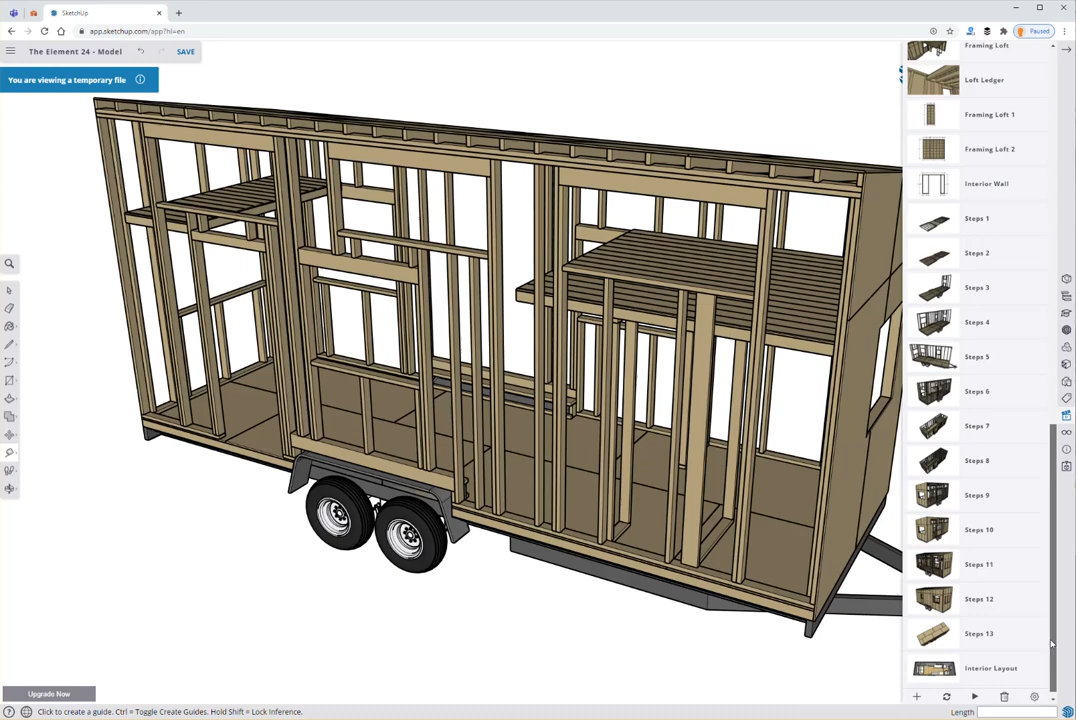 SketchUp
app.sketchup.com/app?hl=en
Paused
The Element 24 - Model
SAVE
You are viewing a temporary file
Framing Loft
Loft Ledger
Framing Loft 1
Framing Loft 2
Interior Wall
Steps 1
Steps 2
Steps 3
Steps 4
Steps 5
Steps 6
Steps 7
Steps 8
Steps 9
Steps 10
Steps 11
Steps 12
Steps 13
Interior Layout
Upgrade Now
Click to create a guide. Ctrl = Toggle Create Guides. Hold Shift = Lock Inference.
Length